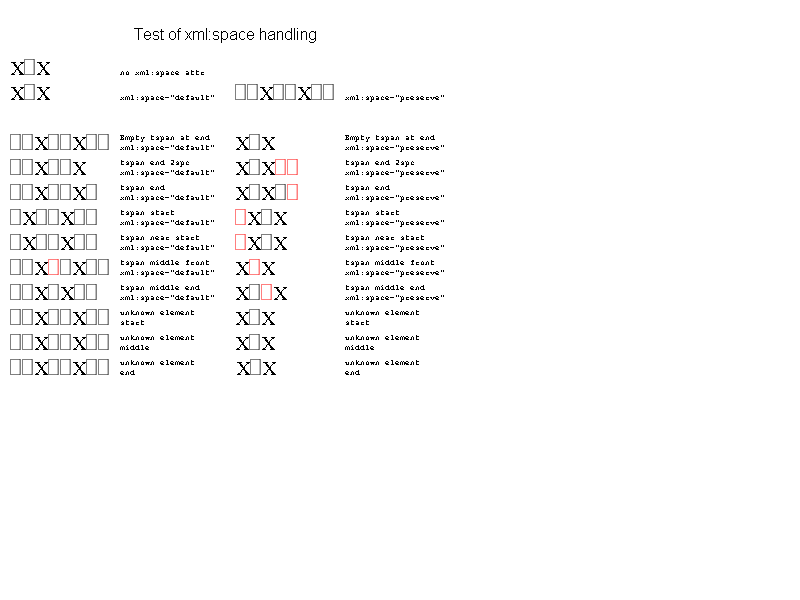 Test of xml:space handling
X□X no xml:space attr
X□X xml:space="default" □□X□□X□□ xml:space="preserve"
□□X□□X□□ Empty tspan at end X□X Empty tspan at end
xml:space="default" xml:space="preserve"
□□X□□X tspan end 2spc X□X□□ tspan end 2spc
xml:space="default" xml:space="preserve"
□□X□□X□ tspan end X□X□□ tspan end
xml:space="default" xml:space="preserve"
□X□□X□□ tspan start □X□X tspan start
xml:space="default" xml:space="preserve"
□X□□X□□ tspan near start □X□X tspan near start
xml:space="default" xml:space="preserve"
□□X□□X□□ tspan middle front X□X tspan middle front
xml:space="default" xml:space="preserve"
□□X□X□□ tspan middle end X□□X tspan middle end
xml:space="default" xml:space="preserve"
□□X□□X□□ unknown element X□X unknown element
start start
□□X□□X□□ unknown element X□X unknown element
middle middle
□□X□□X□□ unknown element X□X unknown element
end end